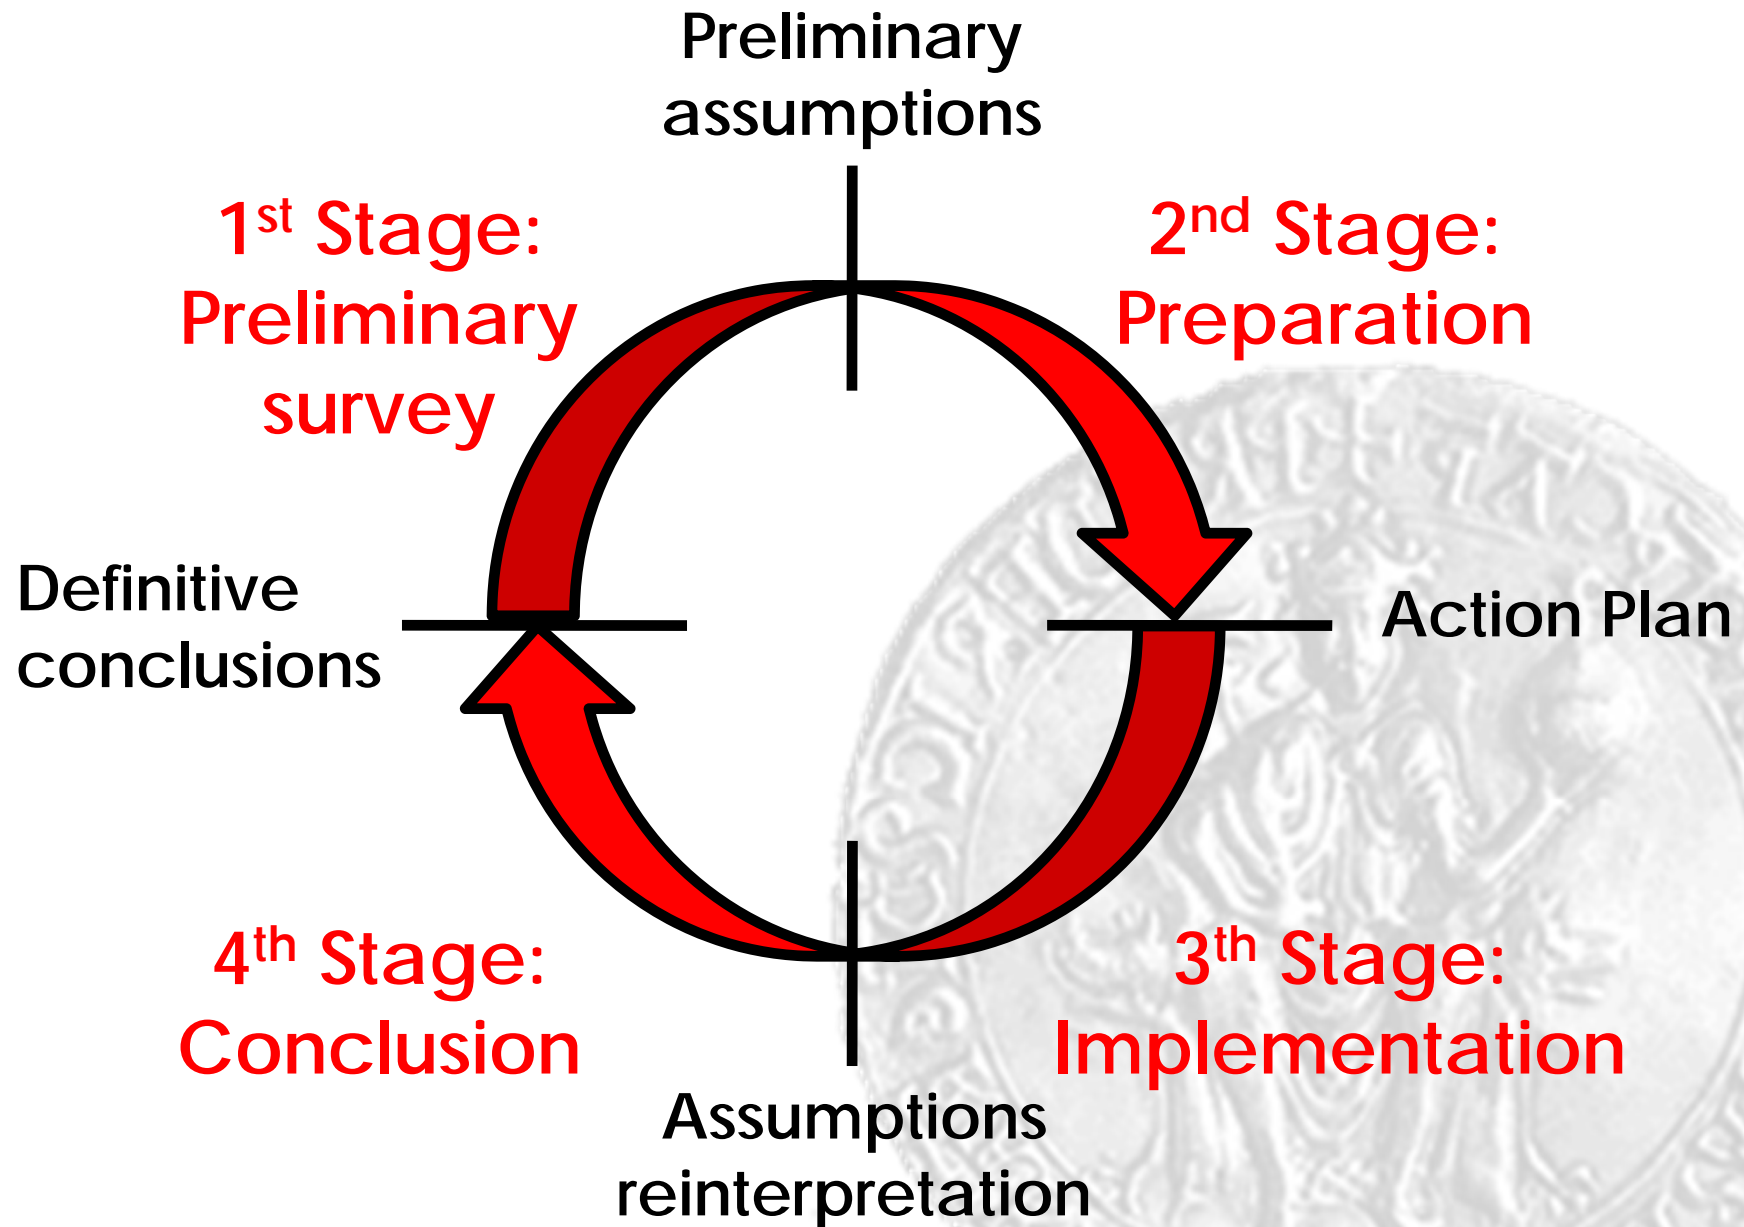 Preliminary
assumptions
1st Stage:
Preliminary
survey
2nd Stage:
Preparation
Definitive
conclusions
Action Plan
4th Stage:
Conclusion
3th Stage:
Implementation
Assumptions
reinterpretation